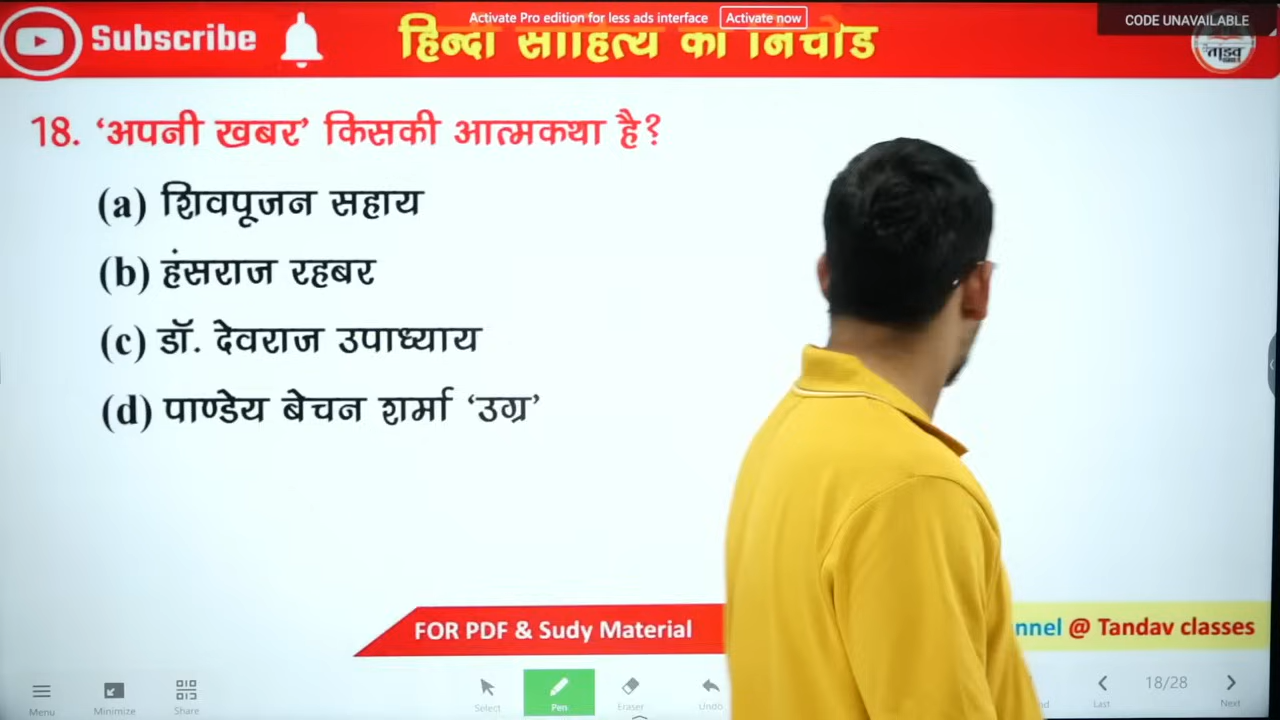 Activate Pro edition for less ads interface
Activate now
CODE UNAVAILABLE
Subscribe
हिन्दी साहित्य का निचोड
18. ‘अपनी खबर’ किसकी आत्मकथा है?
(a) शिवपूजन सहाय
(b) हंसराज रहबर
(c) डॉ. देवराज उपाध्याय
(d) पाण्डेय बेचन शर्मा ‘उग्र’
FOR PDF & Sudy Material
nnel @ Tandav classes
Menu
Minimize
Share
Select
Pen
Eraser
Undo
nd
Last
18/28
Next